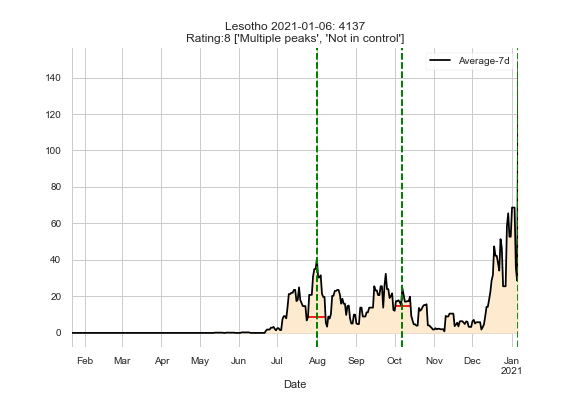 Lesotho 2021-01-06: 4137
Rating:8 ['Multiple peaks', 'Not in control']
Average-7d
140
120
100
80
60
40
20
0
Feb Mar Apr May Jun Jul Aug Sep Oct Nov Dec Jan
2021
Date